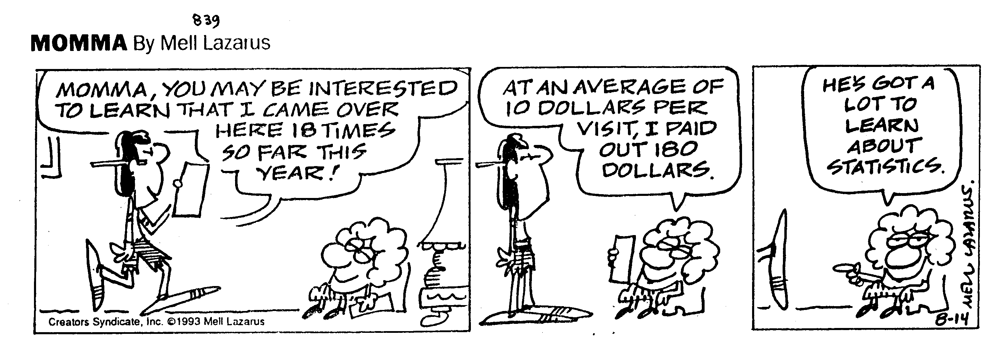 839
MOMMA By Mell Lazarus
MOMMA, YOU MAY BE INTERESTED
TO LEARN THAT I CAME OVER
HERE 18 TIMES
SO FAR THIS
YEAR!
Creators Syndicate, Inc. ©1993 Mell Lazarus
AT AN AVERAGE OF
10 DOLLARS PER
VISIT, I PAID
OUT 180
DOLLARS.
HE'S GOT A
LOT TO
LEARN
ABOUT
STATISTICS.
MELL LAZARUS.
8-14